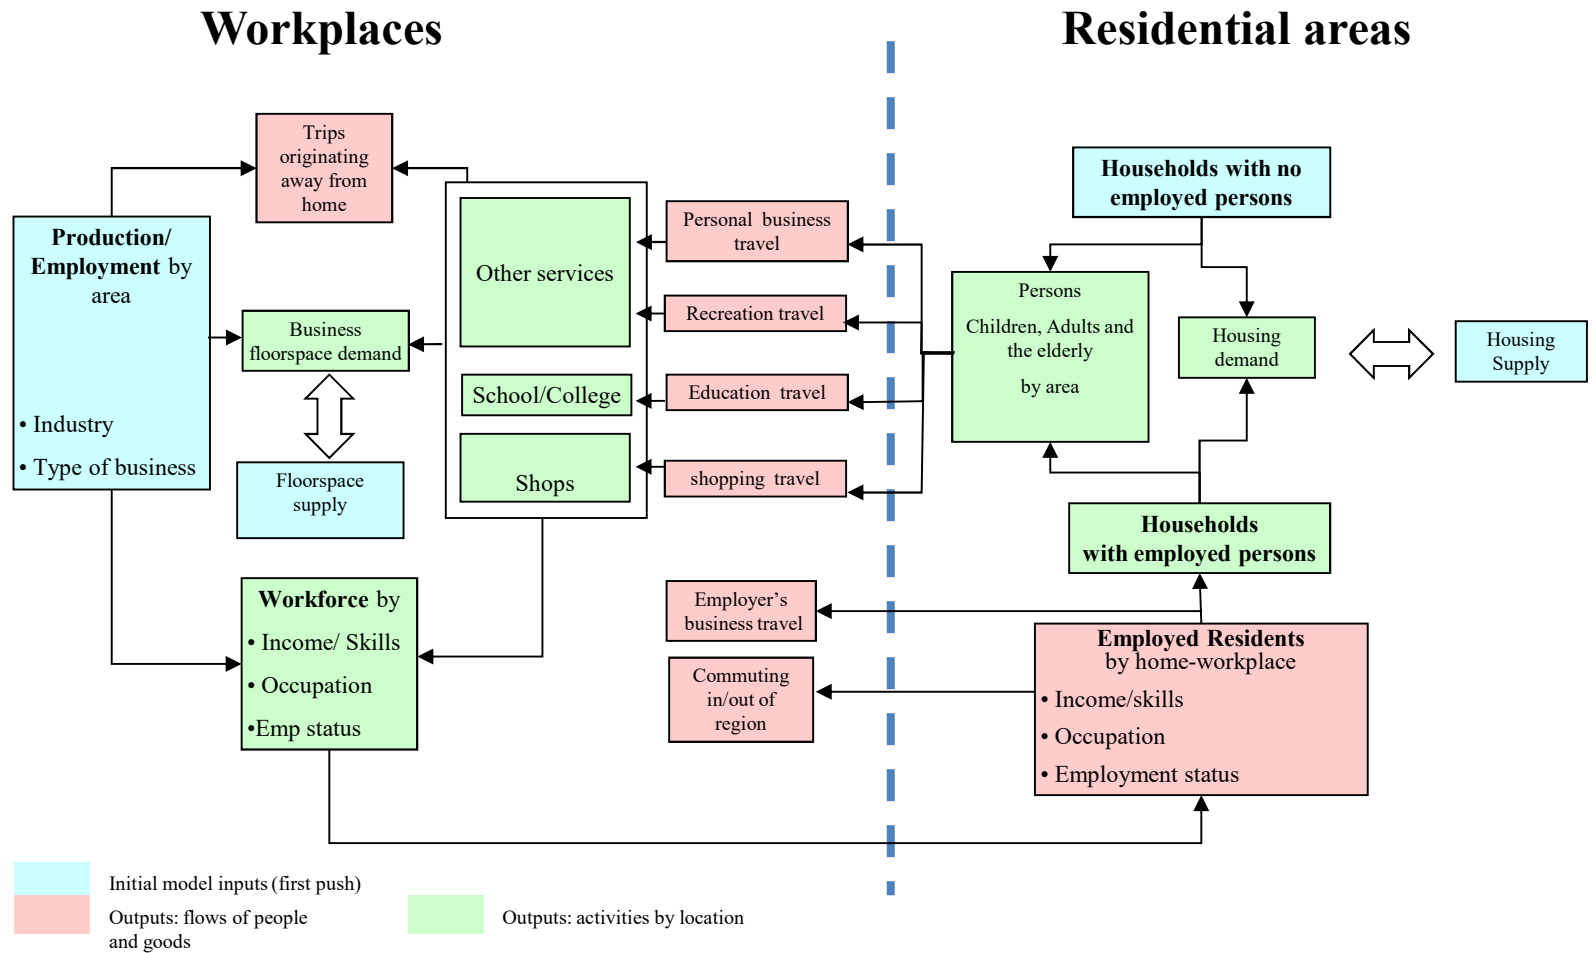 Workplaces
Residential areas
Trips
originating
away from
home
Production/
Employment by
area
• Industry
• Type of business
Business
floorspace demand
Floorspace
supply
Workforce by
• Income/ Skills
• Occupation
•Emp status
Other services
School/College
Shops
Personal business
travel
Recreation travel
Education travel
shopping travel
Employer’s
business travel
Commuting
in/out of
region
Households with no
employed persons
Persons
Children, Adults and
the elderly
by area
Housing
demand
Housing
Supply
Households
with employed persons
Employed Residents
by home-workplace
• Income/skills
• Occupation
• Employment status
Initial model inputs (first push)
Outputs: flows of people
and goods
Outputs: activities by location